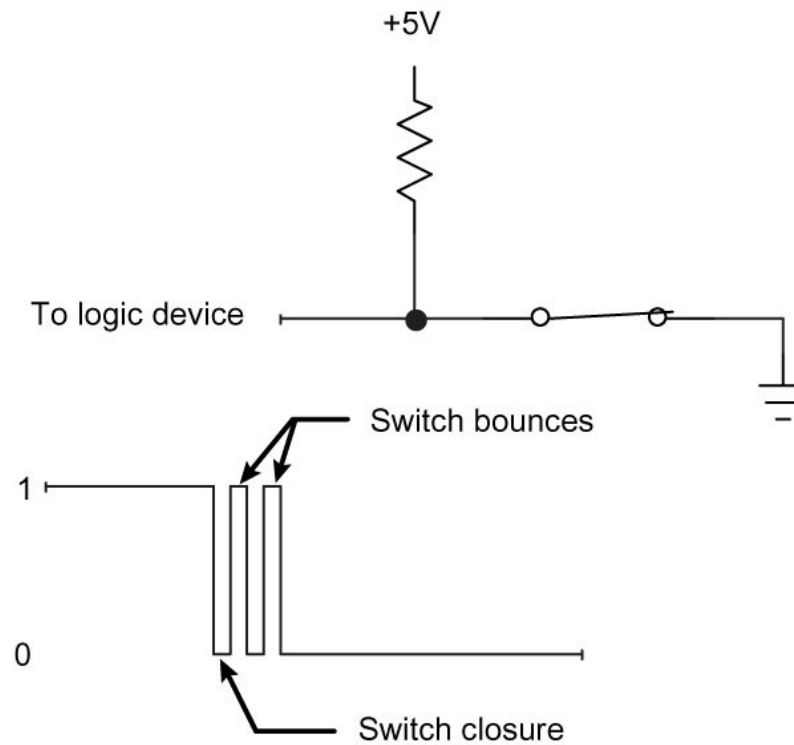 +5V
To logic device
Switch bounces
1
0
Switch closure